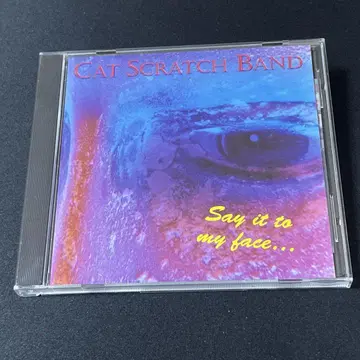 CAT SCRATCH BAND
Say it to
my face...